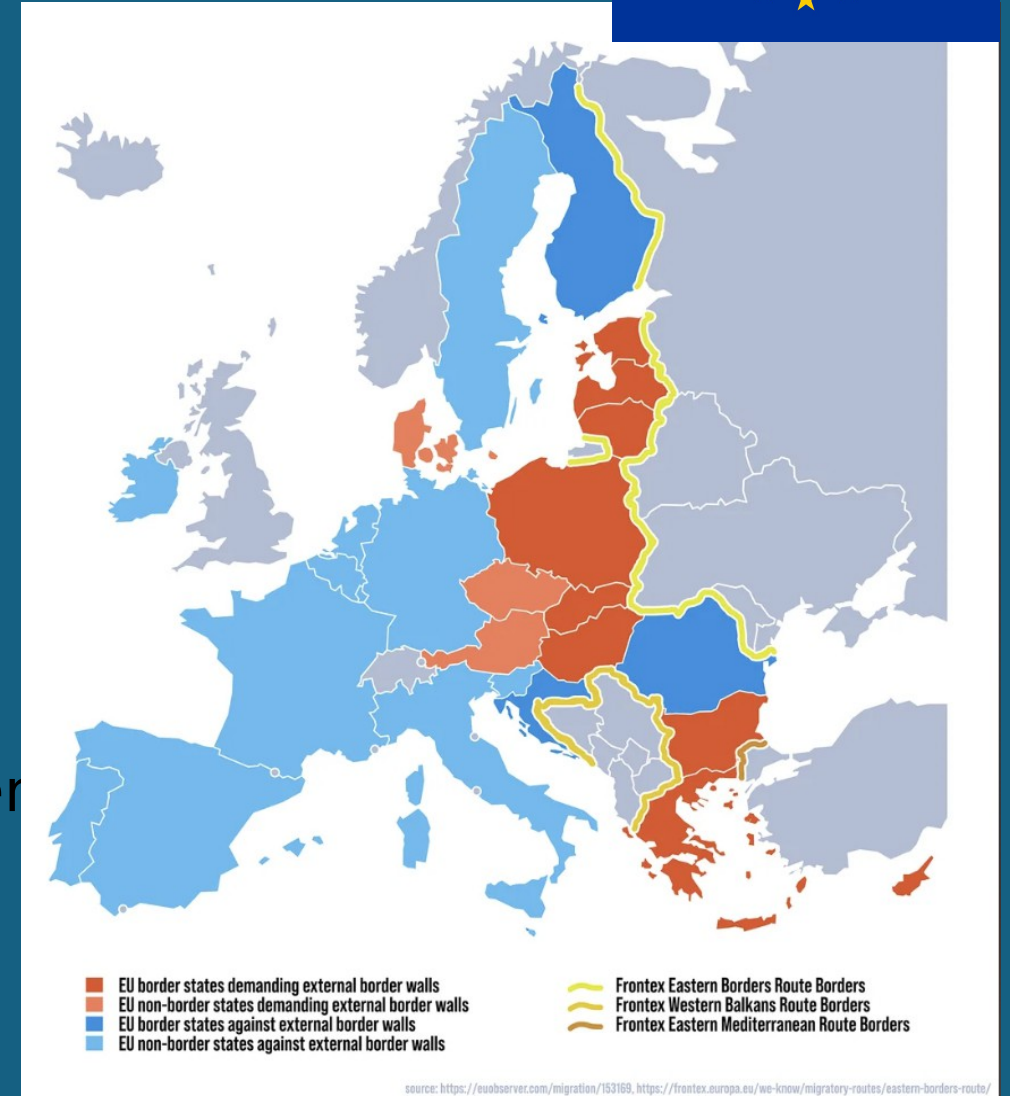 er
EU border states demanding external border walls
EU non-border states demanding external border walls
EU border states against external border walls
EU non-border states against external border walls
Frontex Eastern Borders Route Borders
Frontex Western Balkans Route Borders
Frontex Eastern Mediterranean Route Borders
source: https://euobserver.com/migration/153169, https://frontex.europa.eu/we-know/migratory-routes/eastern-borders-route/